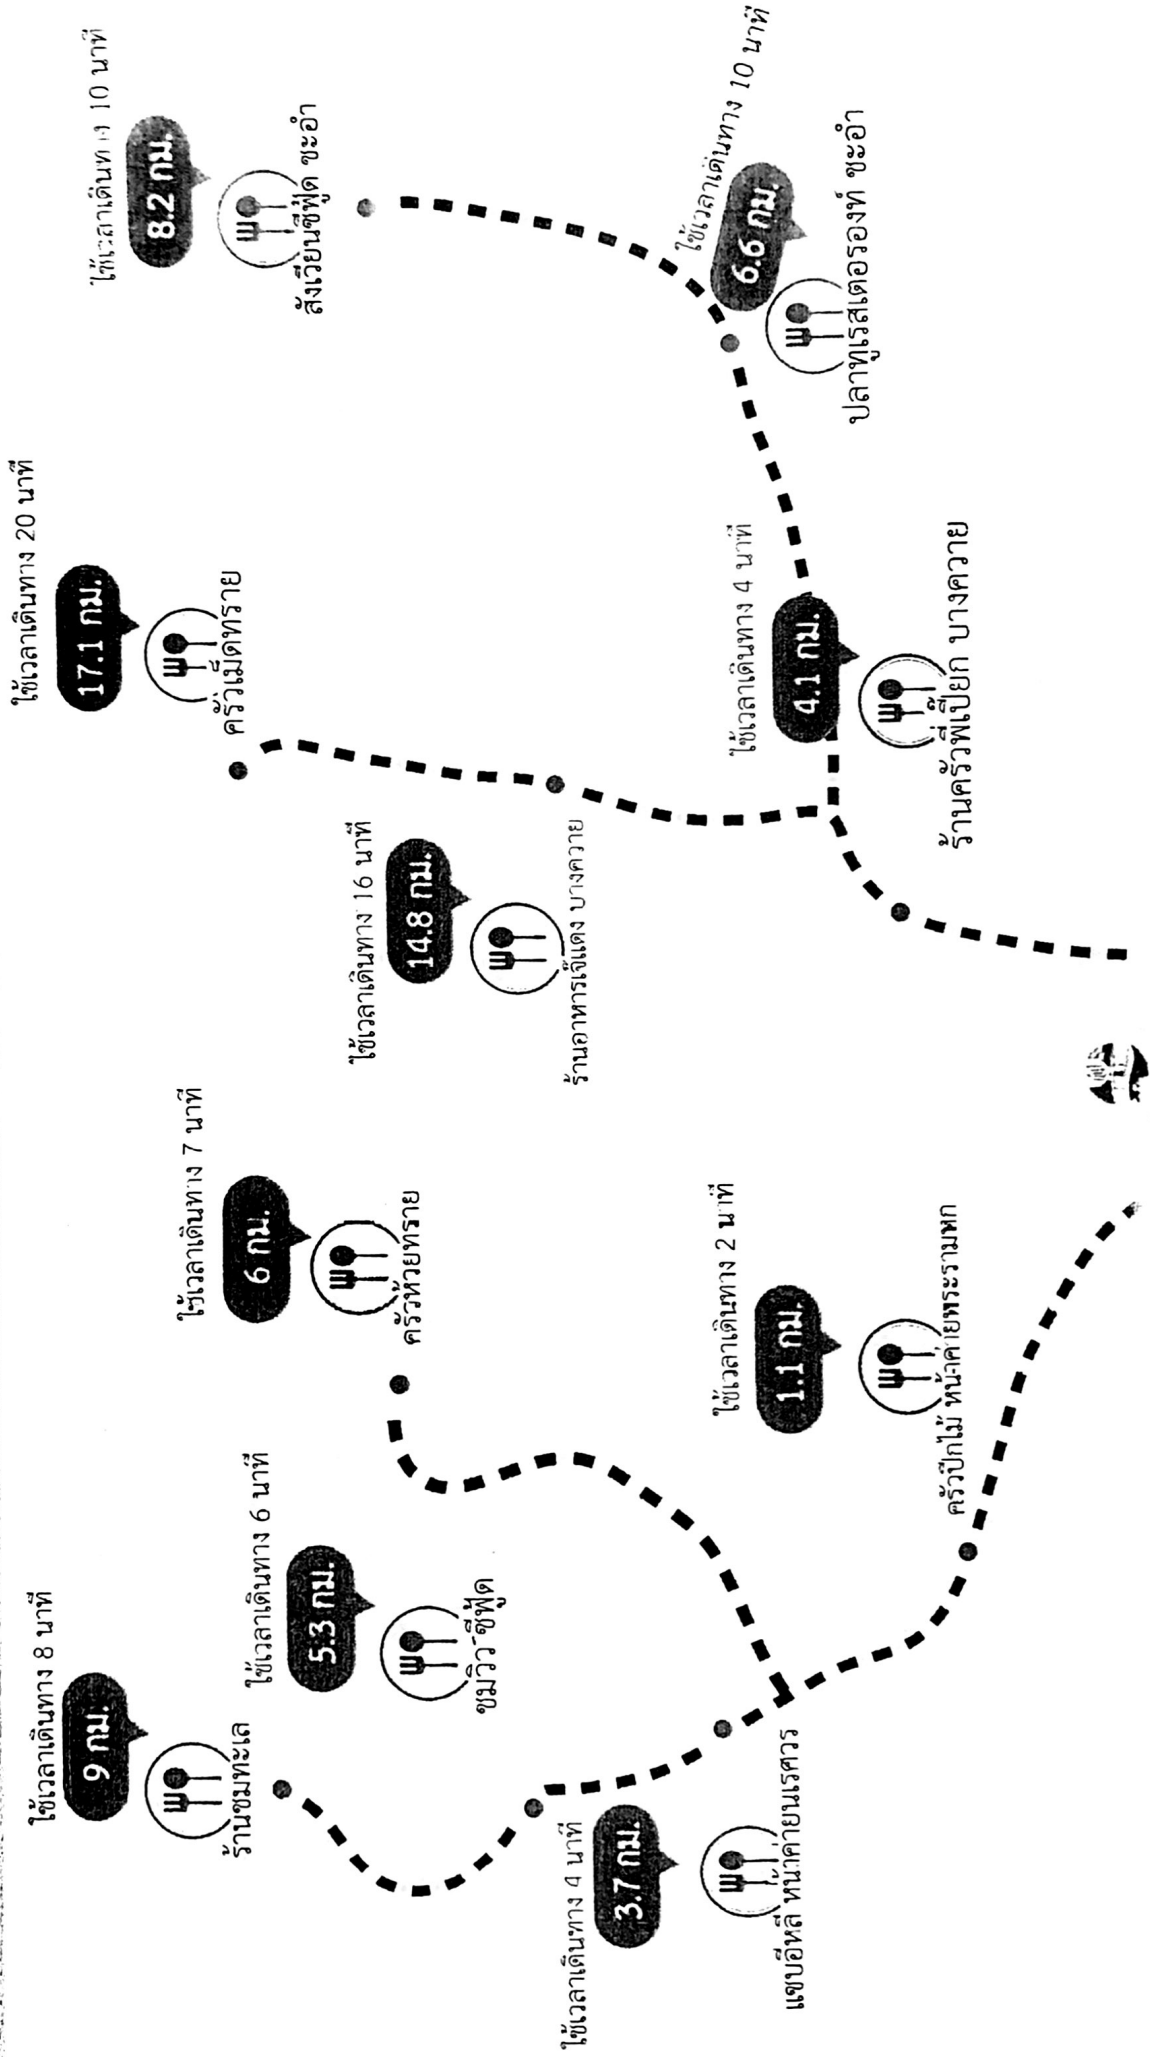 ใช้เวลาเดินทาง 8 นาที
9 กม.
ร้านชมทะเล
ใช้เวลาเดินทาง 6 นาที
5.3 กม.
ชมวิว ซีฟู้ด
ใช้เวลาเดินทาง 7 นาที
6 กม.
ครัวห้วยทราย
ใช้เวลาเดินทาง 4 นาที
3.7 กม.
แซบอีหลี หน้าค่ายนเรศวร
ใช้เวลาเดินทาง 2 นาที
1.1 กม.
ครัวปีกไม้ หน้าค่ายพระรามหก
ใช้เวลาเดินทาง 20 นาที
17.1 กม.
ครัวเม็ดทราย
ใช้เวลาเดินทาง 16 นาที
14.8 กม.
ร้านอาหารเจ๊แดง บางควาย
ใช้เวลาเดินทาง 4 นาที
4.1 กม.
ร้านครัวพี่เปี๊ยก บางควาย
ใช้เวลาเดินทาง 10 นาที
8.2 กม.
สังเวียนซีฟู้ด ชะอำ
ใช้เวลาเดินทาง 10 นาที
6.6 กม.
ปลาทูเรสเตอรองท์ ชะอำ